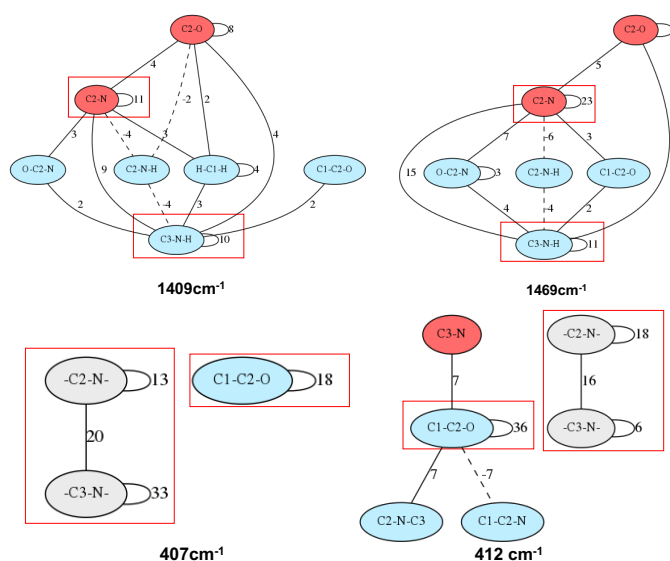 C2-O
8
4
C2-N
11
-2
2
3
-4
3
4
O-C2-N
9
C2-N-H
H-C1-H
4
C1-C2-O
2
-4
3
2
C3-N-H
10
1409cm-1
C2-O
5
C2-N
23
7
-6
3
15
O-C2-N
3
C2-N-H
C1-C2-O
4
-4
2
C3-N-H
11
1469cm-1
-C2-N-
13
20
-C3-N-
33
C1-C2-O
18
407cm-1
C3-N
7
C1-C2-O
36
7
-7
C2-N-C3
C1-C2-N
412 cm-1
-C2-N-
18
16
-C3-N-
6